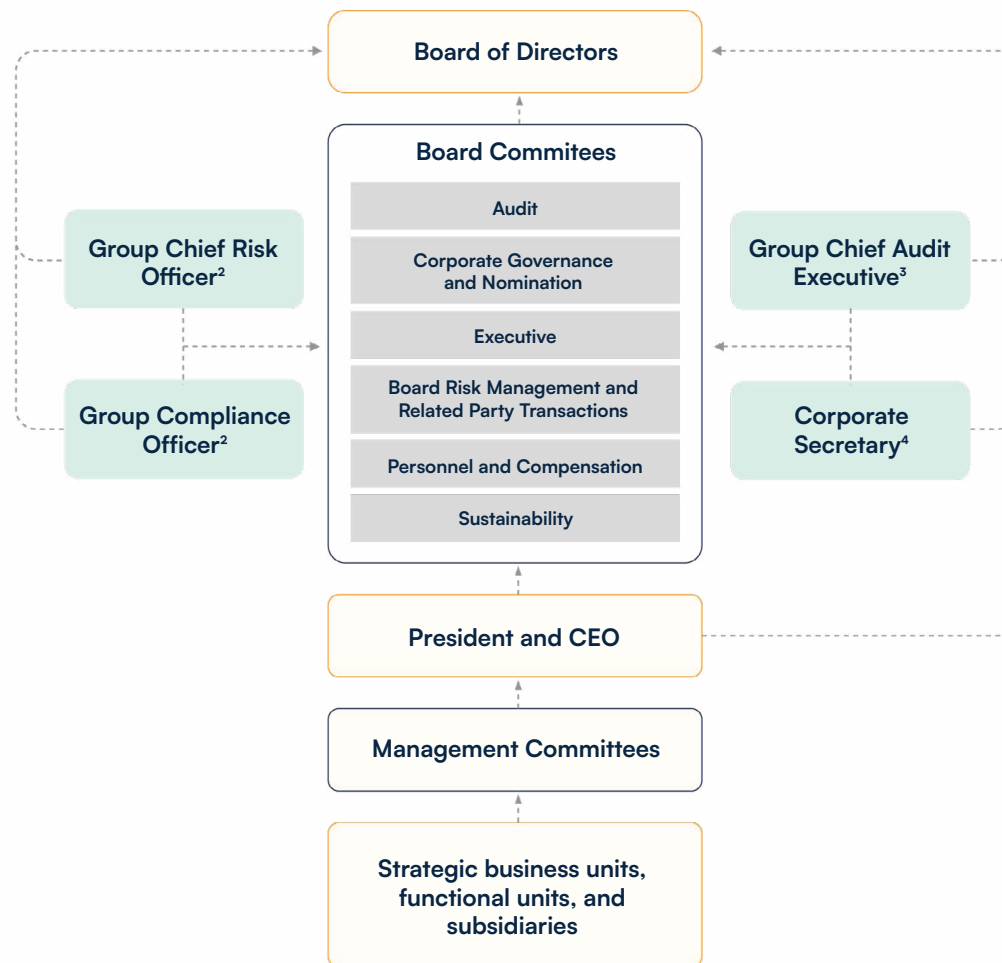 Board of Directors
Board Commitees
Audit
Corporate Governance
and Nomination
Executive
Board Risk Management and
Related Party Transactions
Personnel and Compensation
Sustainability
Group Chief Risk
Officer²
Group Compliance
Officer²
Group Chief Audit
Executive³
Corporate
Secretary⁴
President and CEO
Management Committees
Strategic business units,
functional units, and
subsidiaries